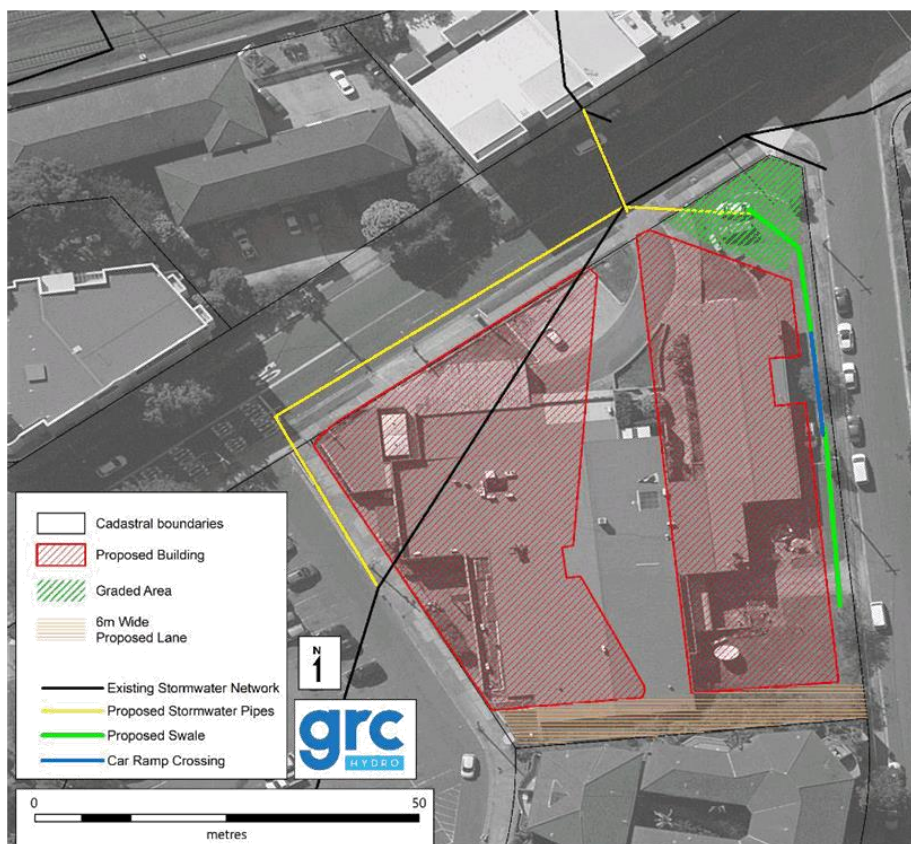 Cadastral boundaries
Proposed Building
Graded Area
6m Wide
Proposed Lane
Existing Stormwater Network
Proposed Stormwater Pipes
Proposed Swale
Car Ramp Crossing
N
grc
HYDRO
0 50
metres